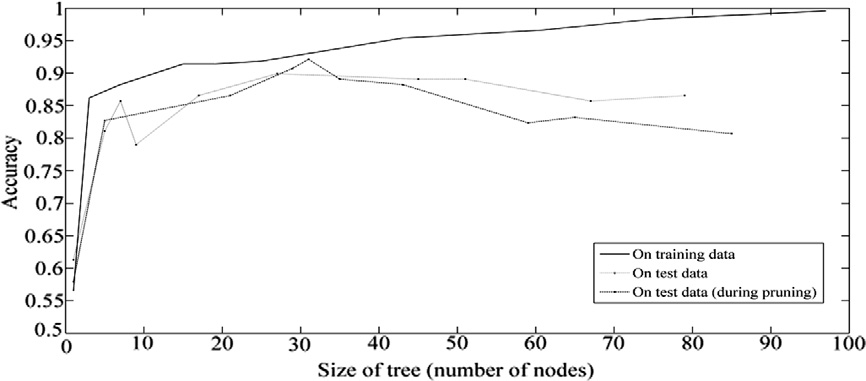 1
0.95
0.9
0.85
0.8
0.75
0.7
0.65
0.6
0.55
0.5
Accuracy
0 10 20 30 40 50 60 70 80 90 100
Size of tree (number of nodes)
On training data
On test data
On test data (during pruning)